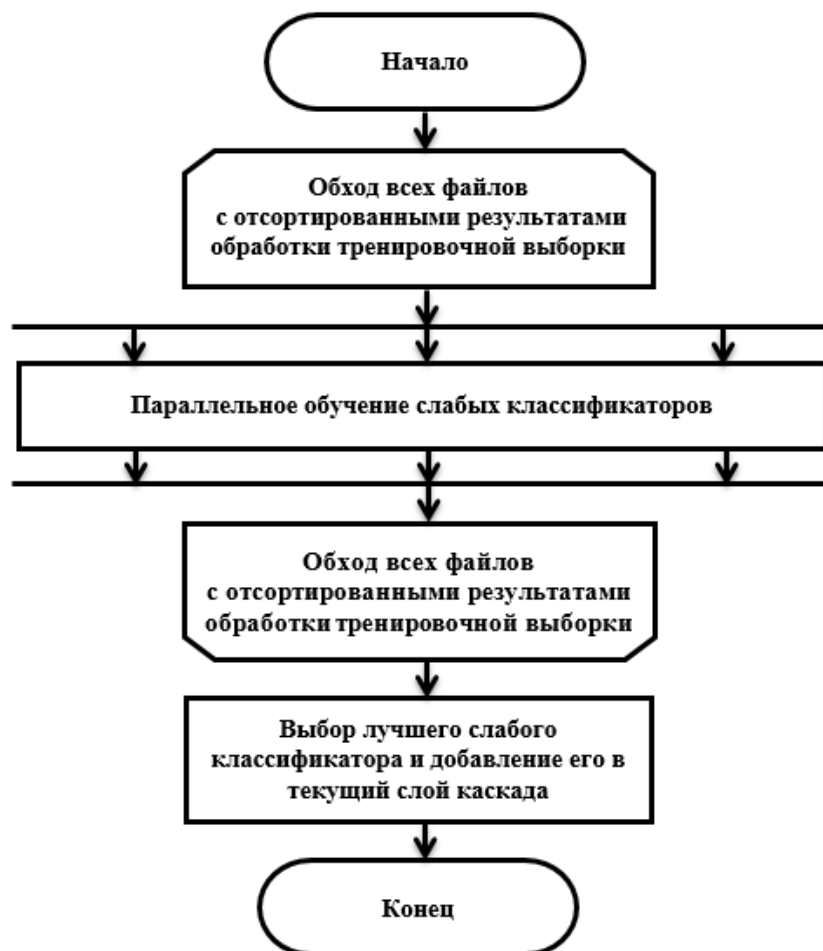 Начало
Обход всех файлов
с отсортированными результатами
обработки тренировочной выборки
Параллельное обучение слабых классификаторов
Обход всех файлов
с отсортированными результатами
обработки тренировочной выборки
Выбор лучшего слабого
классификатора и добавление его в
текущий слой каскада
Конец